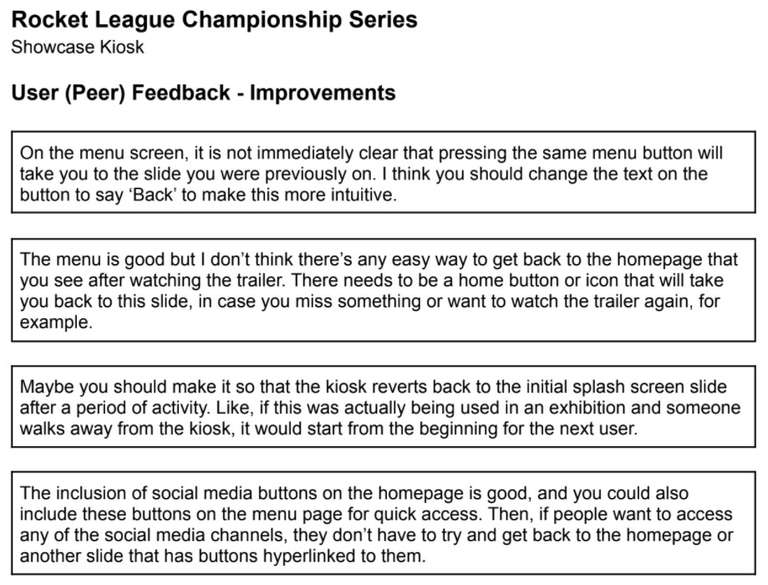 Rocket League Championship Series
Showcase Kiosk
User (Peer) Feedback - Improvements
On the menu screen, it is not immediately clear that pressing the same menu button will
take you to the slide you were previously on. I think you should change the text on the
button to say ‘Back’ to make this more intuitive.
The menu is good but I don’t think there’s any easy way to get back to the homepage that
you see after watching the trailer. There needs to be a home button or icon that will take
you back to this slide, in case you miss something or want to watch the trailer again, for
example.
Maybe you should make it so that the kiosk reverts back to the initial splash screen slide
after a period of activity. Like, if this was actually being used in an exhibition and someone
walks away from the kiosk, it would start from the beginning for the next user.
The inclusion of social media buttons on the homepage is good, and you could also
include these buttons on the menu page for quick access. Then, if people want to access
any of the social media channels, they don’t have to try and get back to the homepage or
another slide that has buttons hyperlinked to them.